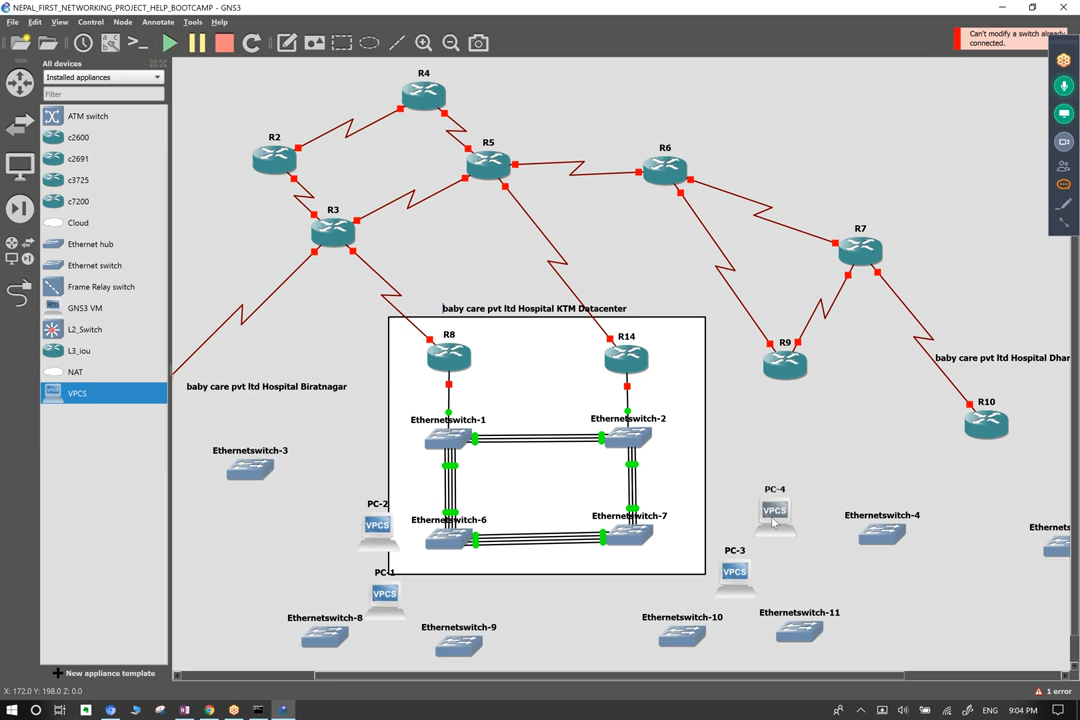 NEPAL_FIRST_NETWORKING_PROJECT_HELP_BOOTCAMP - GNS3
File Edit View Control Node Annotate Tools Help
Can't modify a switch already
connected.
All devices
Installed appliances
Filter
ATM switch
c2600
c2691
c3725
c7200
Cloud
Ethernet hub
Ethernet switch
Frame Relay switch
GNS3 VM
L2_Switch
L3_iou
NAT
VPCS
New appliance template
R4
R2
R5
R6
R3
R7
baby care pvt ltd Hospital KTM Datacenter
R8
R14
R9
baby care pvt ltd Hospital Dhar
baby care pvt ltd Hospital Biratnagar
R10
Ethernetswitch-1
Ethernetswitch-2
Ethernetswitch-3
PC-4
VPCS
PC-2
VPCS
Ethernetswitch-6
Ethernetswitch-7
Ethernetswitch-4
Ethernets
PC-3
VPCS
PC-1
VPCS
Ethernetswitch-8
Ethernetswitch-9
Ethernetswitch-10
Ethernetswitch-11
X: 172.0 Y: 198.0 Z: 0.0
1 error
ENG
9:04 PM